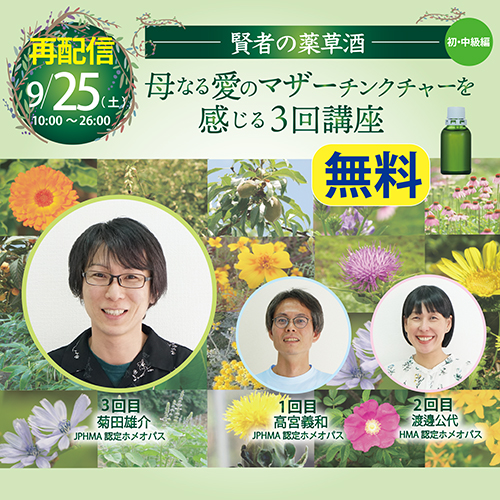 再配信
9/25(土)
10:00 ～ 26:00
賢者の薬草酒
初・中級編
母なる愛のマザーチンクチャーを
感じる3回講座
無料
3回目
菊田雄介
JPHMA 認定ホメオパス
1回目
高宮義和
JPHMA 認定ホメオパス
2回目
渡邊公代
HMA 認定ホメオパス